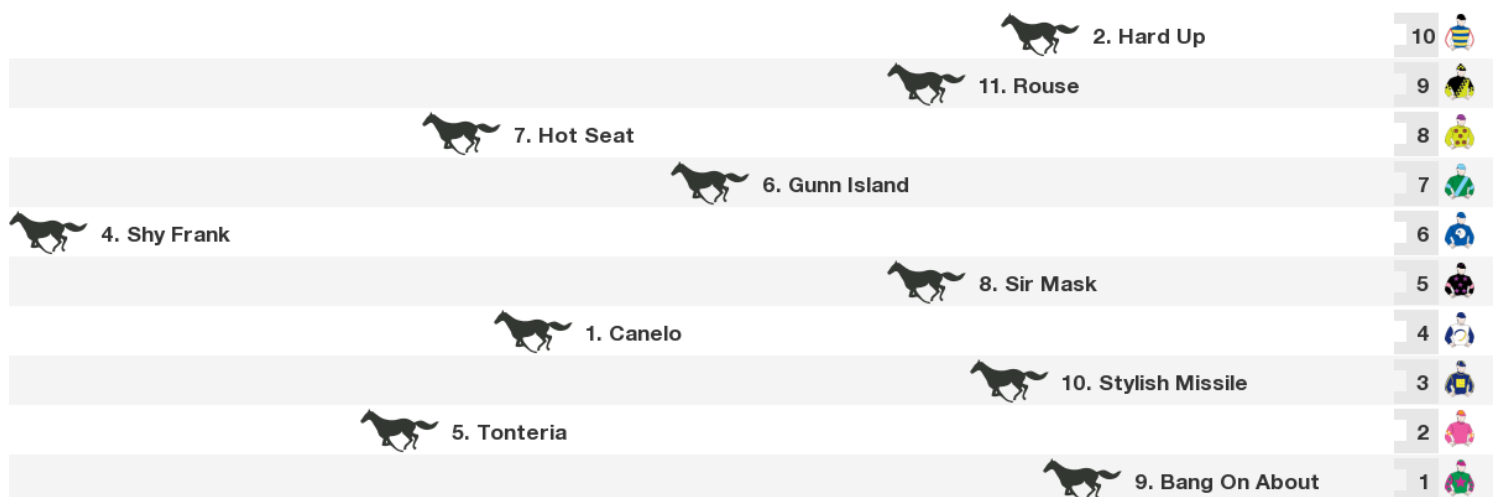 2. Hard Up 10
11. Rouse 9
7. Hot Seat 8
6. Gunn Island 7
4. Shy Frank 6
8. Sir Mask 5
1. Canelo 4
10. Stylish Missile 3
5. Tonteria 2
9. Bang On About 1